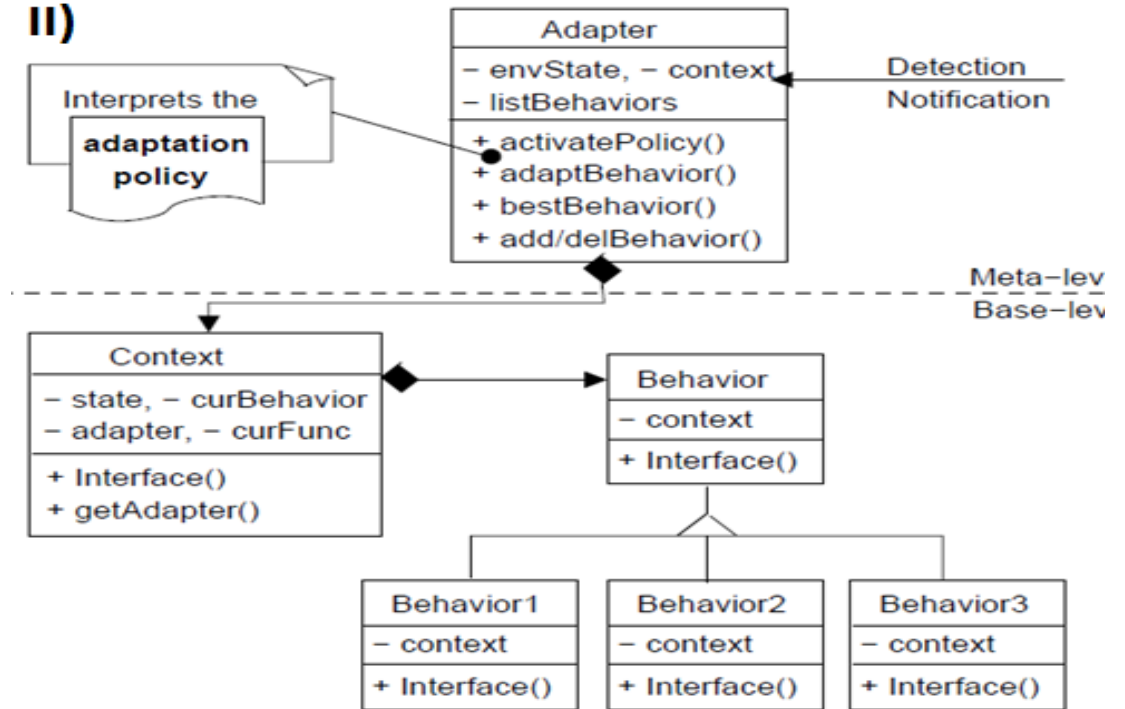 II)
Adapter
− envState, − context
− listBehaviors
+ activatePolicy()
+ adaptBehavior()
+ bestBehavior()
+ add/delBehavior()
Interprets the
adaptation
policy
Detection
Notification
Meta−lev
Base−lev
Context
− state, − curBehavior
− adapter, − curFunc
+ Interface()
+ getAdapter()
Behavior
− context
+ Interface()
Behavior1
− context
+ Interface()
Behavior2
− context
+ Interface()
Behavior3
− context
+ Interface()